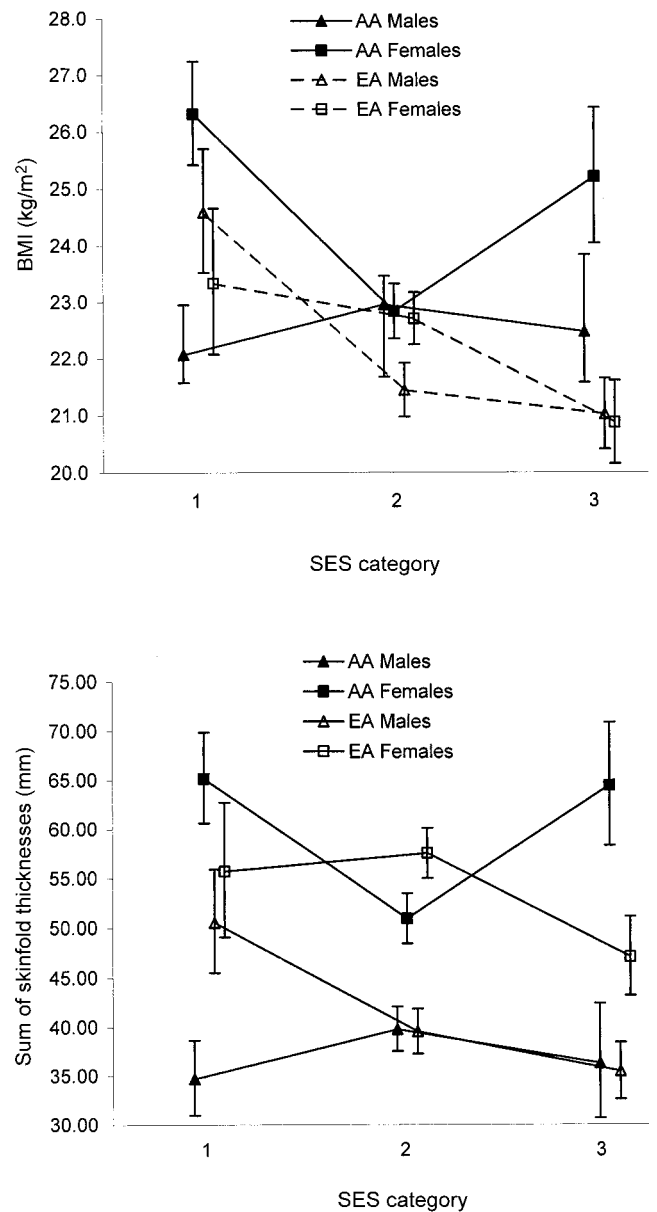 AA Males
AA Females
EA Males
EA Females
28.0
27.0
26.0
25.0
24.0
23.0
22.0
21.0
20.0
BMI (kg/m²)
1 2 3
SES category
AA Males
AA Females
EA Males
EA Females
75.00
70.00
65.00
60.00
55.00
50.00
45.00
40.00
35.00
30.00
Sum of skinfold thicknesses (mm)
1 2 3
SES category